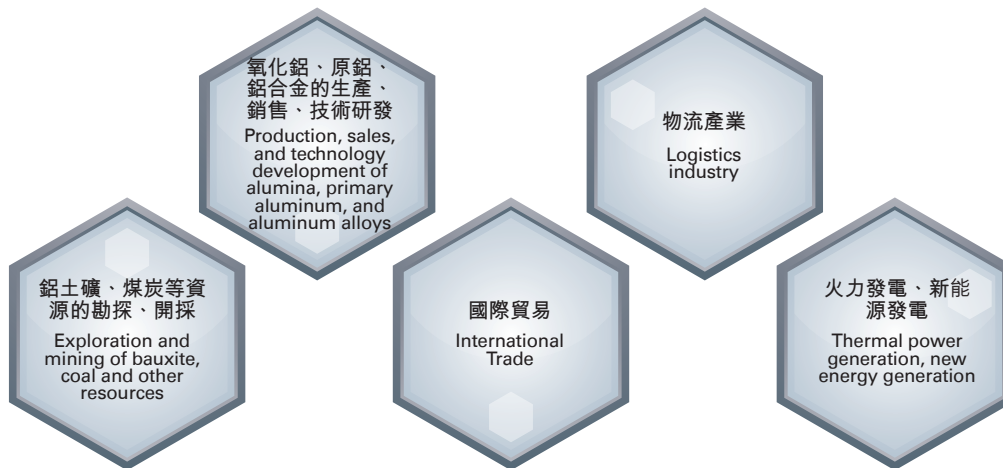 鋁土礦、煤炭等資
源的勘探、開採
Exploration and
mining of bauxite,
coal and other
resources
氧化鋁、原鋁、
鋁合金的生產、
銷售、技術研發
Production, sales,
and technology
development of
alumina, primary
aluminum, and
aluminum alloys
國際貿易
International
Trade
物流產業
Logistics
industry
火力發電、新能
源發電
Thermal power
generation, new
energy generation